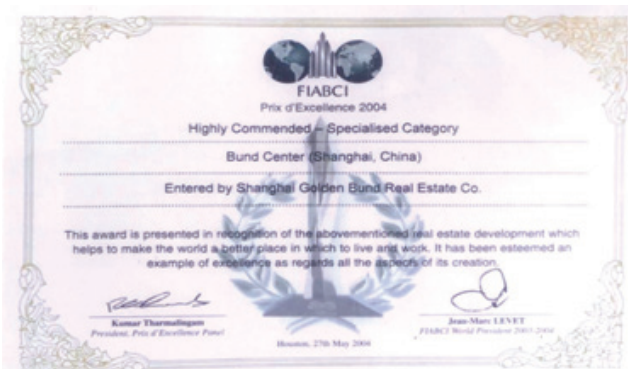 FIABCI
Prix d'Excellence 2004
Highly Commended – Specialised Category
Bund Center (Shanghai, China)
Entered by Shanghai Golden Bund Real Estate Co.
This award is presented in recognition of the abovementioned real estate development which
helps to make the world a better place in which to live and work. It has been esteemed an
example of excellence as regards all the aspects of its creation.
Kumar Tharmalingam
President, Prix d'Excellence Panel
Jean-Marc LEVET
FIABCI World President 2003-2004
Houston, 27th May 2004